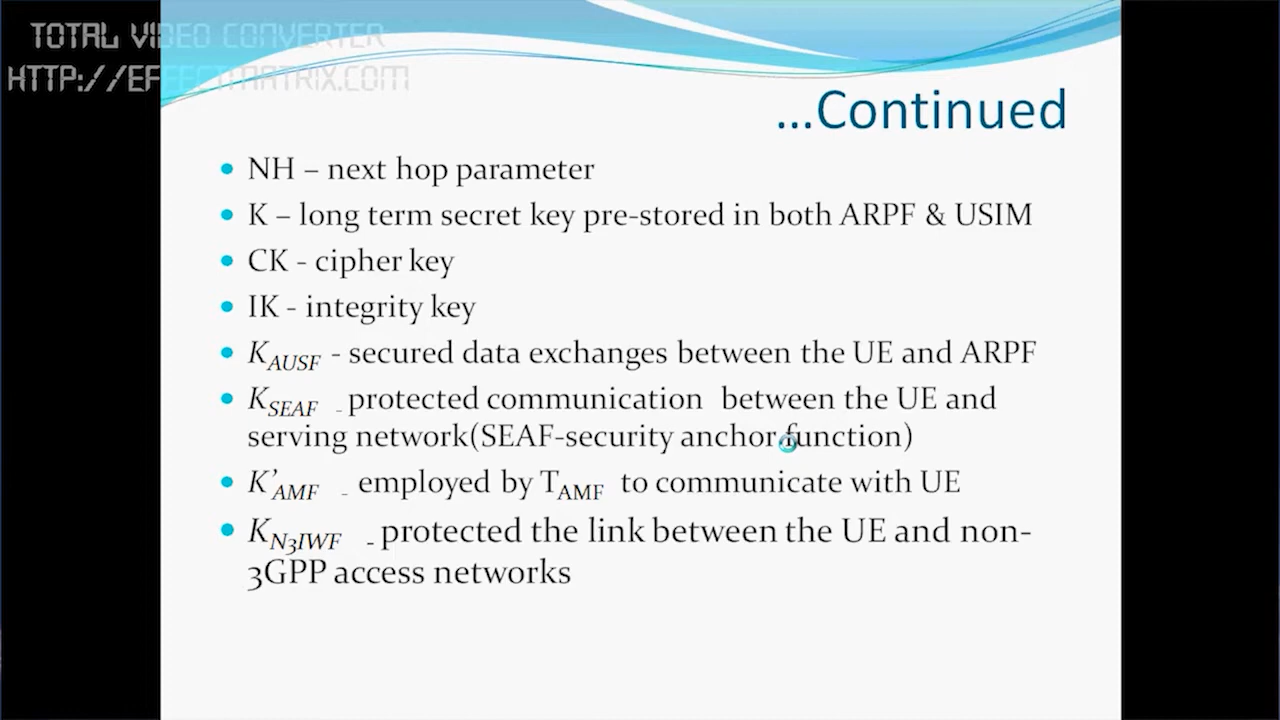 TOTAL VIDEO CONVERTER
HTTP://EFFECTMATRIX.COM
...Continued
• NH – next hop parameter
• K – long term secret key pre-stored in both ARPF & USIM
• CK - cipher key
• IK - integrity key
• K_AUSF - secured data exchanges between the UE and ARPF
• K_SEAF - protected communication between the UE and
serving network(SEAF-security anchor function)
• K'_AMF - employed by T_AMF to communicate with UE
• K_N3IWF - protected the link between the UE and non-
3GPP access networks